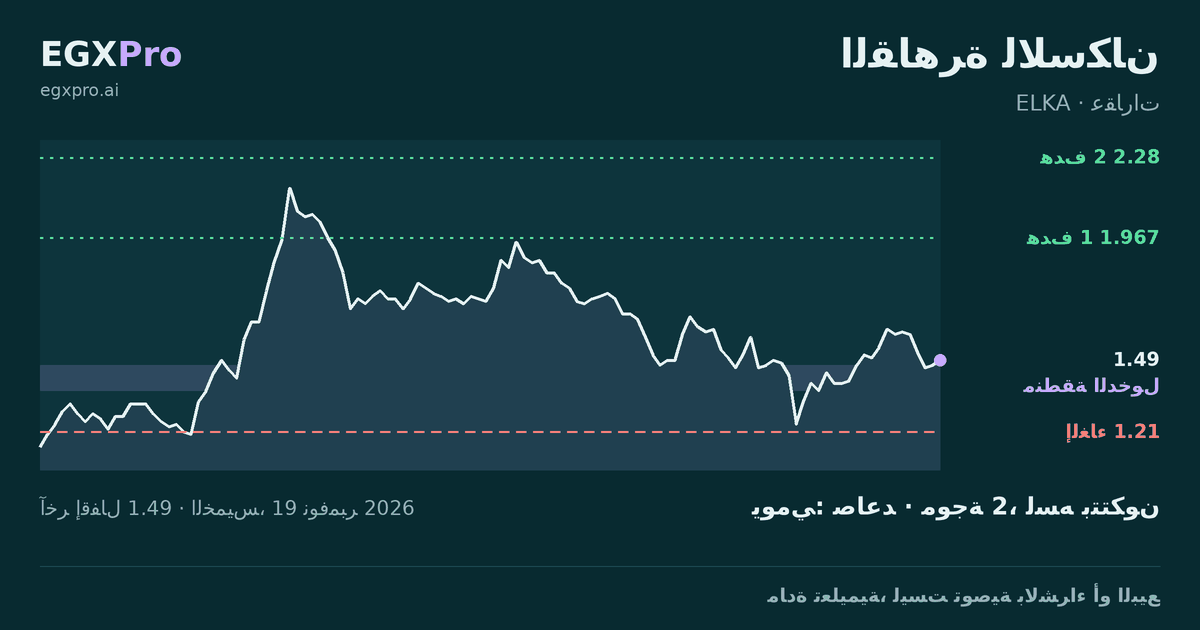 EGXPro
egxpro.ai
القاهرة للاسكان
ELKA · عقارات
هدف 2 2.28
هدف 1 1.967
1.49
منطقة الدخول
إلغاء 1.21
يومي: صاعد · موجة 2، لسه بتتكون
آخر إقفال 1.49 · الخميس، 19 نوفمبر 2026
مادة تعليمية، ليست توصية بالشراء أو البيع